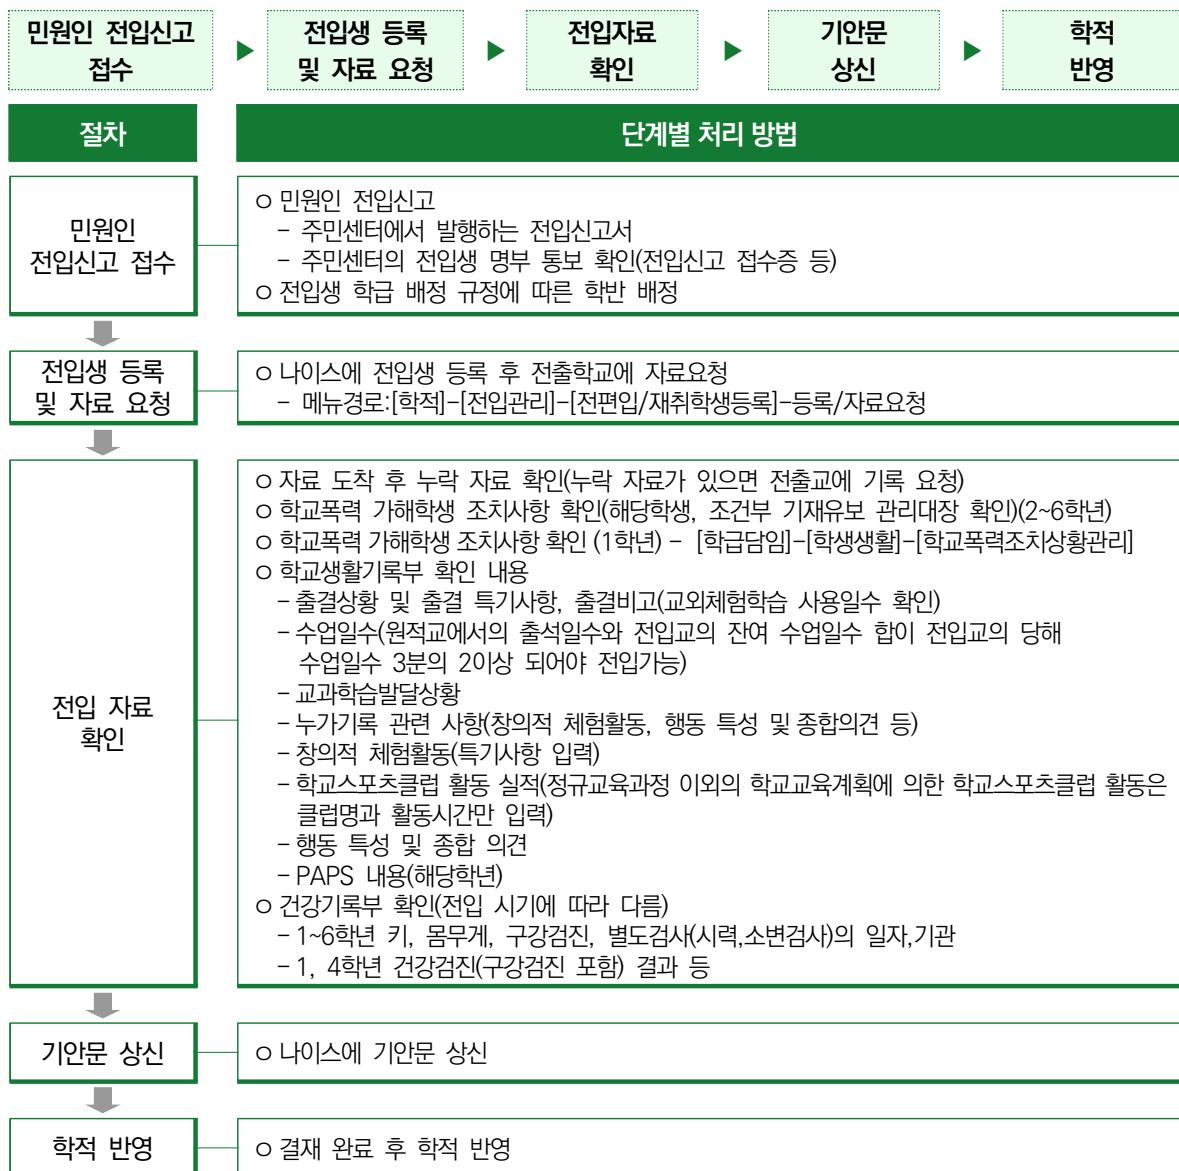 민원인 전입신고
접수
전입생 등록
및 자료 요청
전입자료
확인
기안문
상신
학적
반영
절차
단계별 처리 방법
민원인
전입신고 접수
ㅇ 민원인 전입신고
- 주민센터에서 발행하는 전입신고서
- 주민센터의 전입생 명부 통보 확인(전입신고 접수증 등)
ㅇ 전입생 학급 배정 규정에 따른 학반 배정
전입생 등록
및 자료 요청
ㅇ 나이스에 전입생 등록 후 전출학교에 자료요청
- 메뉴경로:[학적]-[전입관리]-[전편입/재취학생등록]-등록/자료요청
전입 자료
확인
ㅇ 자료 도착 후 누락 자료 확인(누락 자료가 있으면 전출교에 기록 요청)
ㅇ 학교폭력 가해학생 조치사항 확인(해당학생, 조건부 기재유보 관리대장 확인)(2~6학년)
ㅇ 학교폭력 가해학생 조치사항 확인 (1학년) - [학급담임]-[학생생활]-[학교폭력조치상황관리]
ㅇ 학교생활기록부 확인 내용
- 출결상황 및 출결 특기사항, 출결비고(교외체험학습 사용일수 확인)
- 수업일수(원적교에서의 출석일수와 전입교의 잔여 수업일수 합이 전입교의 당해
수업일수 3분의 2이상 되어야 전입가능)
- 교과학습발달상황
- 누가기록 관련 사항(창의적 체험활동, 행동 특성 및 종합의견 등)
- 창의적 체험활동(특기사항 입력)
- 학교스포츠클럽 활동 실적(정규교육과정 이외의 학교교육계획에 의한 학교스포츠클럽 활동은
클럽명과 활동시간만 입력)
- 행동 특성 및 종합 의견
- PAPS 내용(해당학년)
ㅇ 건강기록부 확인(전입 시기에 따라 다름)
- 1~6학년 키, 몸무게, 구강검진, 별도검사(시력,소변검사)의 일자,기관
- 1, 4학년 건강검진(구강검진 포함) 결과 등
기안문 상신
ㅇ 나이스에 기안문 상신
학적 반영
ㅇ 결재 완료 후 학적 반영